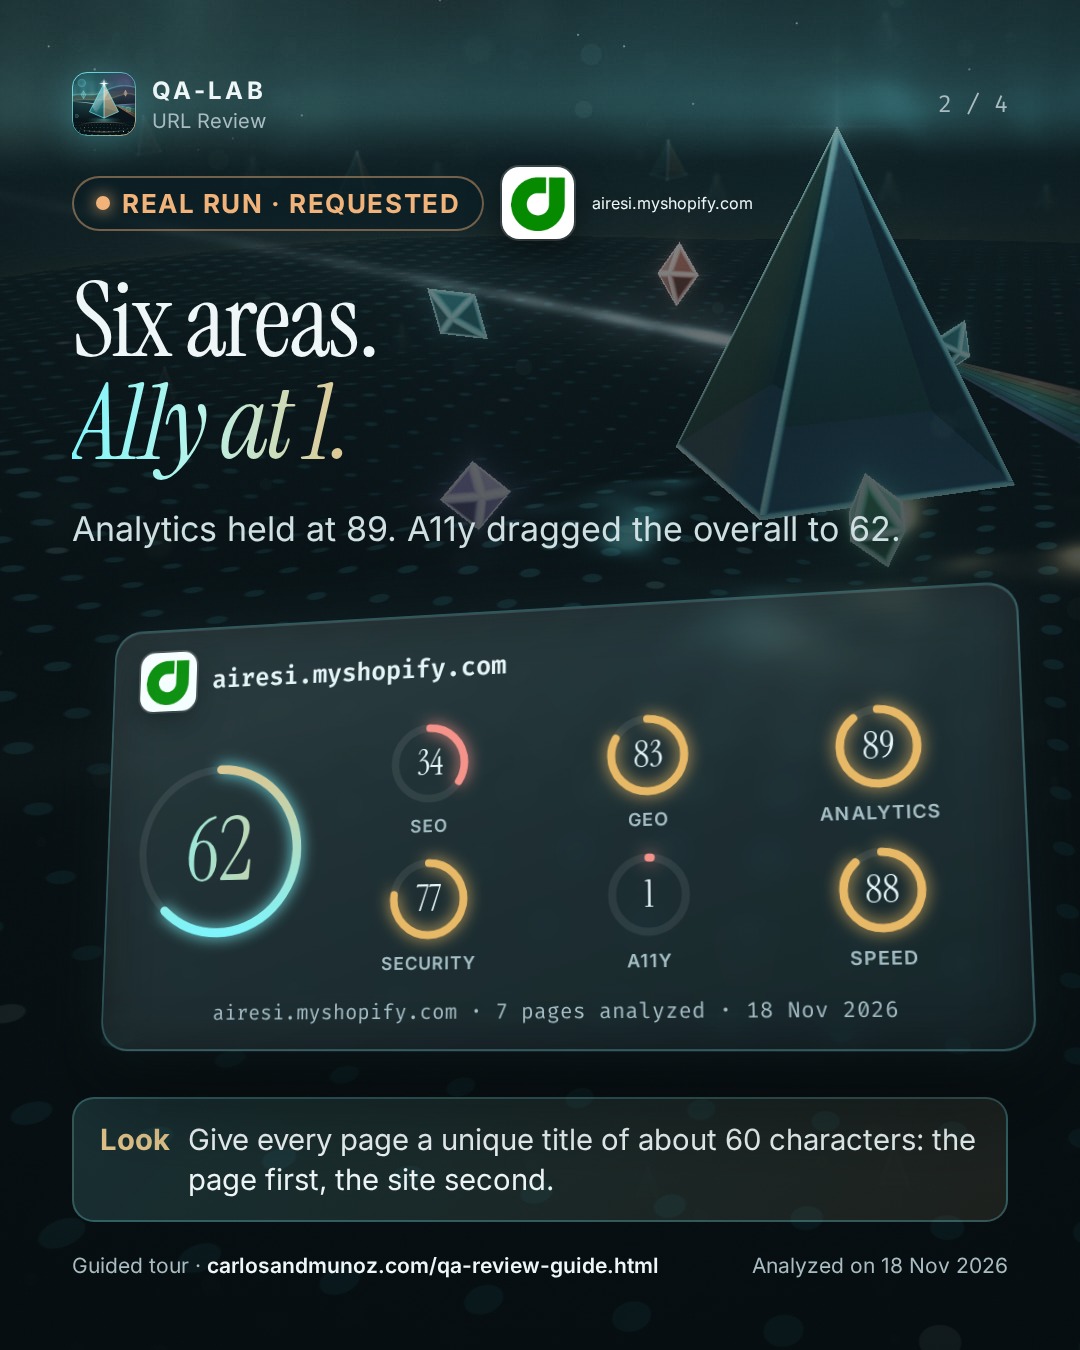 QA-LAB
URL Review
2 / 4
REAL RUN · REQUESTED
airesi.myshopify.com
Six areas.
A11y at 1.
Analytics held at 89. A11y dragged the overall to 62.
airesi.myshopify.com
62
34
SEO
83
GEO
89
ANALYTICS
77
SECURITY
1
A11Y
88
SPEED
airesi.myshopify.com · 7 pages analyzed · 18 Nov 2026
Look Give every page a unique title of about 60 characters: the
page first, the site second.
Guided tour · carlosandmunoz.com/qa-review-guide.html
Analyzed on 18 Nov 2026